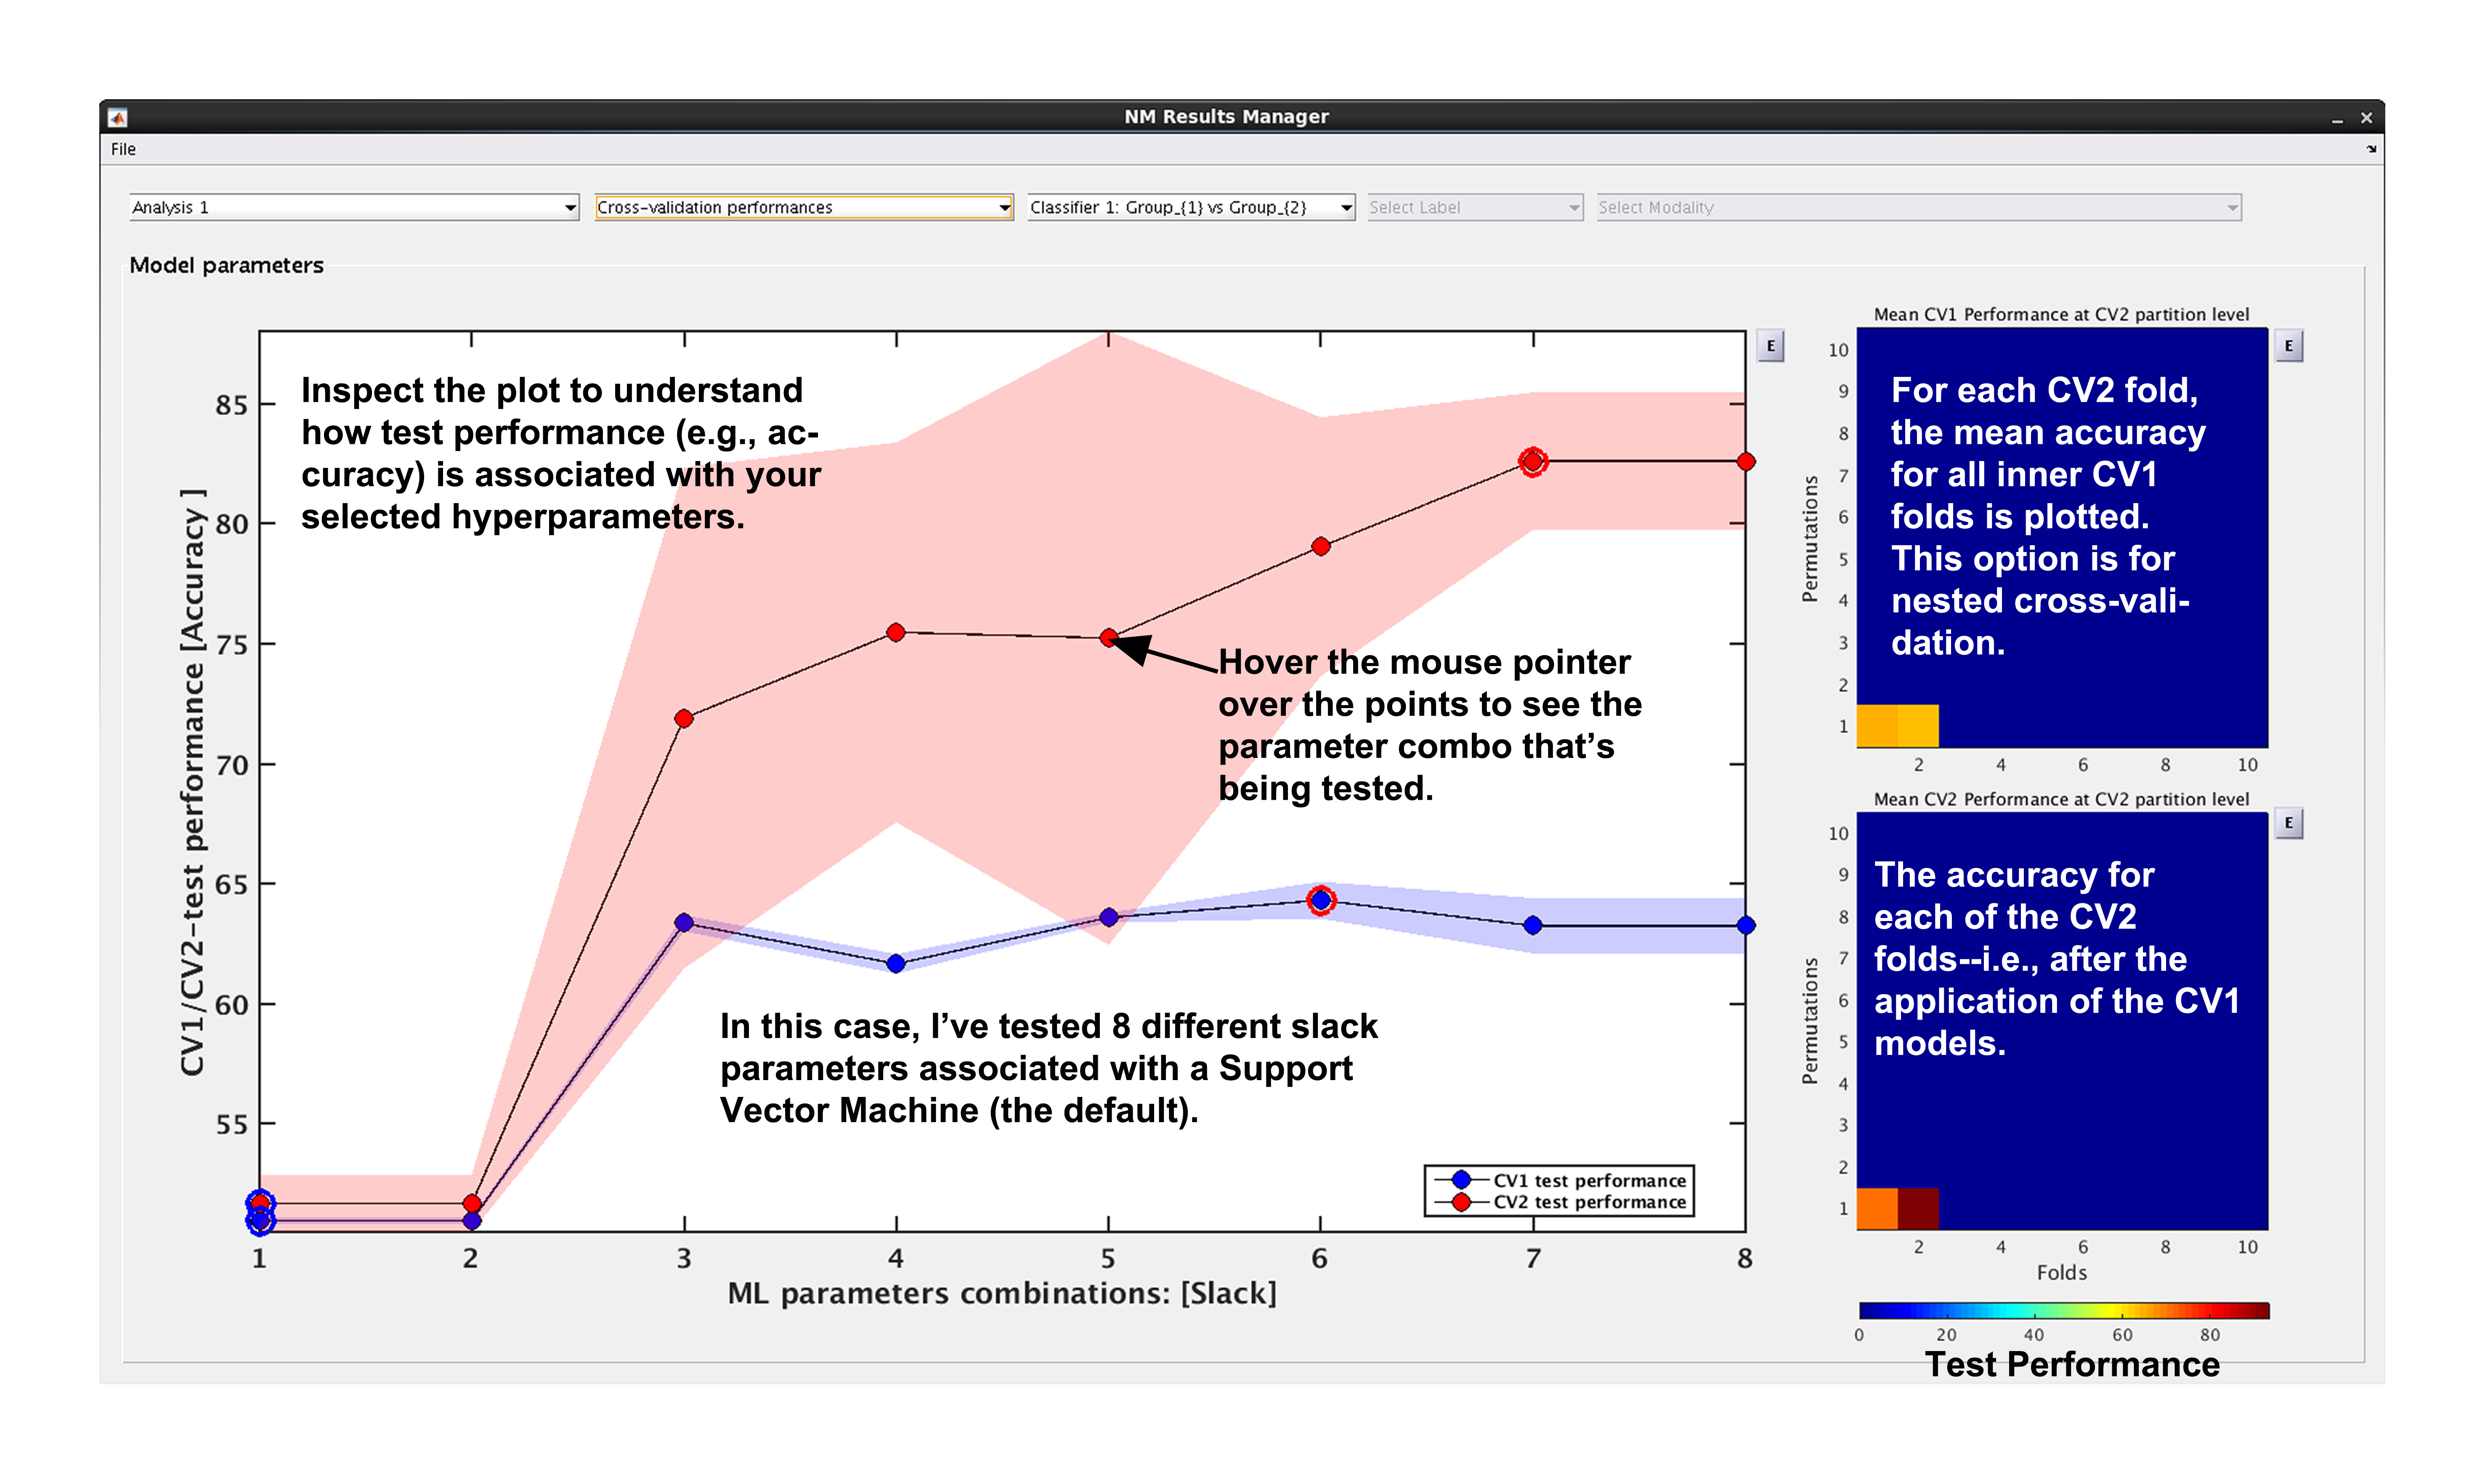 NM Results Manager
File
Analysis 1
Cross-validation performances
Classifier 1: Group_{1} vs Group_{2}
Select Label
Select Modality
Model parameters
CV1/CV2-test performance [Accuracy ]
85
80
75
70
65
60
55
Inspect the plot to understand
how test performance (e.g., ac-
curacy) is associated with your
selected hyperparameters.
Hover the mouse pointer
over the points to see the
parameter combo that's
being tested.
In this case, I've tested 8 different slack
parameters associated with a Support
Vector Machine (the default).
CV1 test performance
CV2 test performance
1 2 3 4 5 6 7 8
ML parameters combinations: [Slack]
E
Mean CV1 Performance at CV2 partition level
E
Permutations
10
9
8
7
6
5
4
3
2
1
For each CV2 fold,
the mean accuracy
for all inner CV1
folds is plotted.
This option is for
nested cross-vali-
dation.
2 4 6 8 10
Mean CV2 Performance at CV2 partition level
E
Permutations
10
9
8
7
6
5
4
3
2
1
The accuracy for
each of the CV2
folds--i.e., after the
application of the CV1
models.
2 4 6 8 10
Folds
0 20 40 60 80
Test Performance